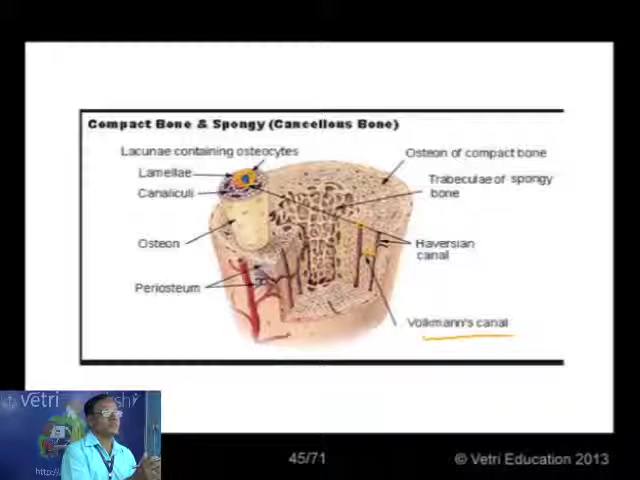 Compact Bone & Spongy (Cancellous Bone)
Lacunae containing osteocytes
Lamellae
Canaliculi
Osteon
Periosteum
Osteon of compact bone
Trabeculae of spongy
bone
Haversian
canal
Volkmann's canal
vetri
http:/
45/71
© Vetri Education 2013